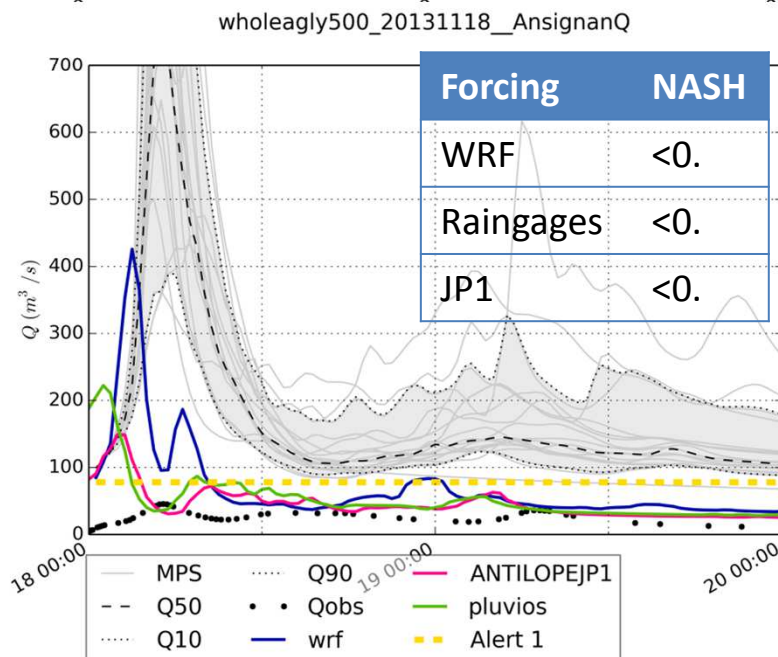 wholeagly500_20131118__AnsignanQ
700
600
500
400
300
200
100
0
Q (m³ /s)
Forcing NASH
WRF <0.
Raingages <0.
JP1 <0.
18 00:00
19 00:00
20 00:00
MPS Q90 ANTILOPEJP1
Q50 Qobs pluvios
Q10 wrf Alert 1